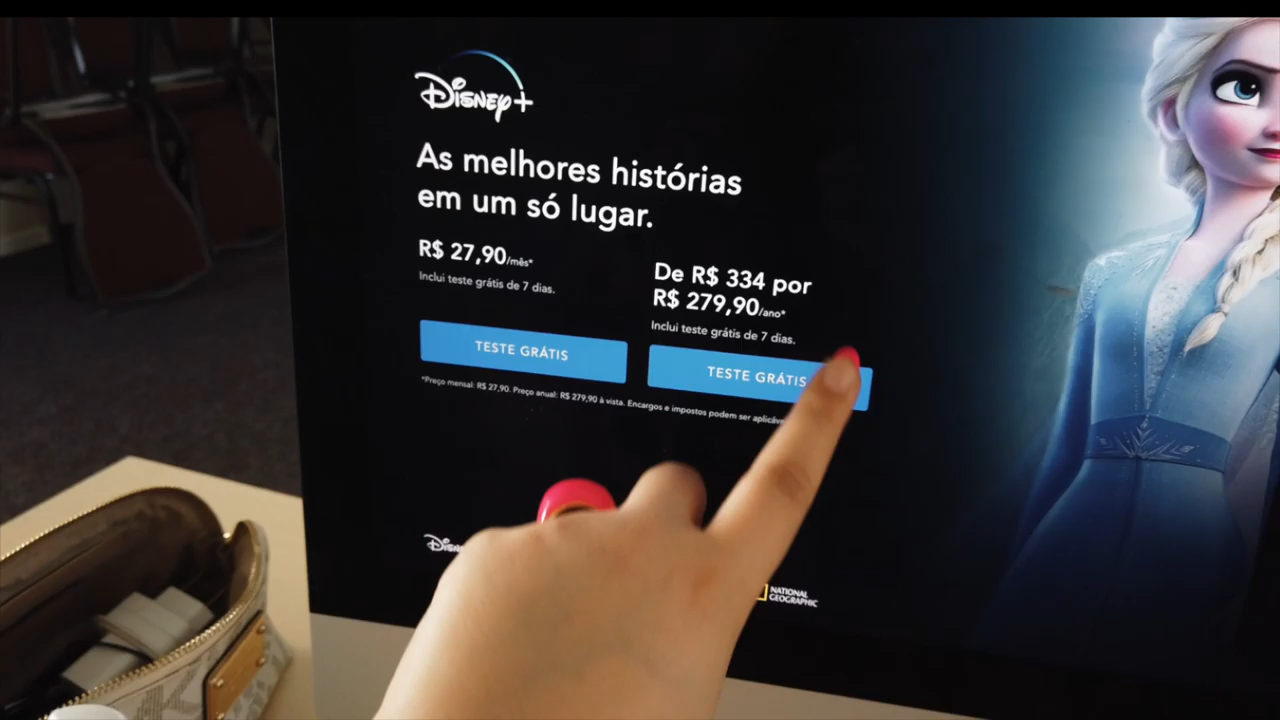 Disney+
As melhores histórias
em um só lugar.
R$ 27,90/mês*
Inclui teste grátis de 7 dias.
TESTE GRÁTIS
De R$ 334 por
R$ 279,90/ano*
Inclui teste grátis de 7 dias.
TESTE GRÁTIS
*Preço mensal: R$ 27,90. Preço anual: R$ 279,90 à vista. Encargos e impostos podem ser
NATIONAL
GEOGRAPHIC